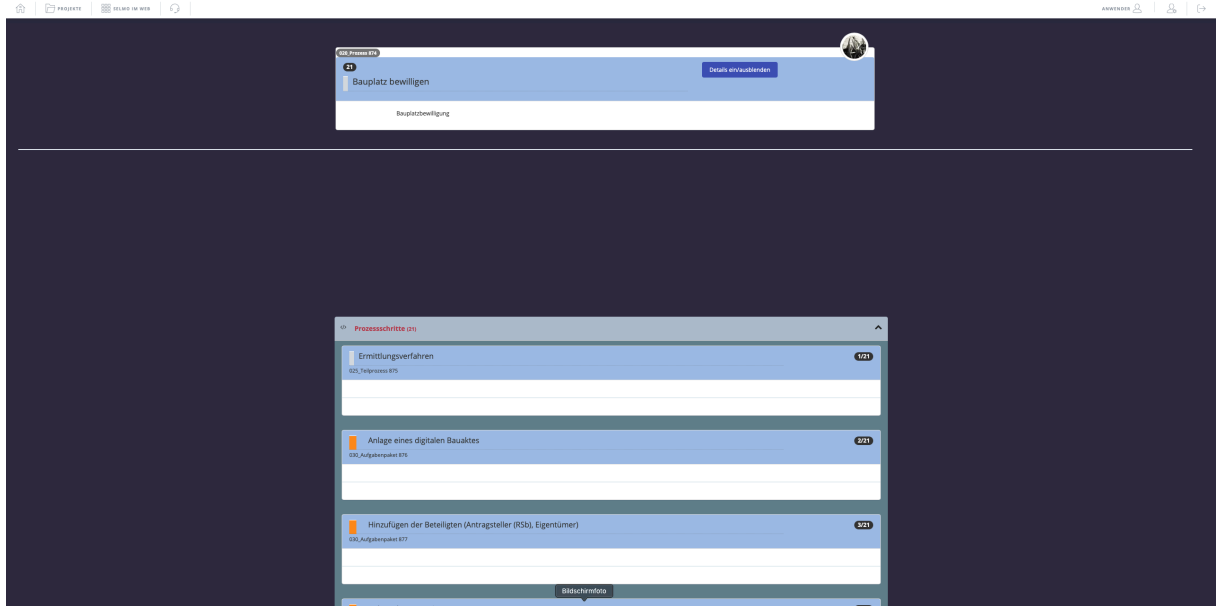 PROJEKTE
EELMO IM WEB
ANWENDER
020_Prozess 874
21
Bauplatz bewilligen
Details ein/ausblenden
Bauplatzbewilligung
Prozessschritte (21)
Ermittlungsverfahren
1/21
025_Teilprozess 875
Anlage eines digitalen Bauaktes
2/21
030_Aufgabenpaket 876
Hinzufügen der Beteiligten (Antragsteller (RSb), Eigentümer)
3/21
030_Aufgabenpaket 877
Bildschirmfoto